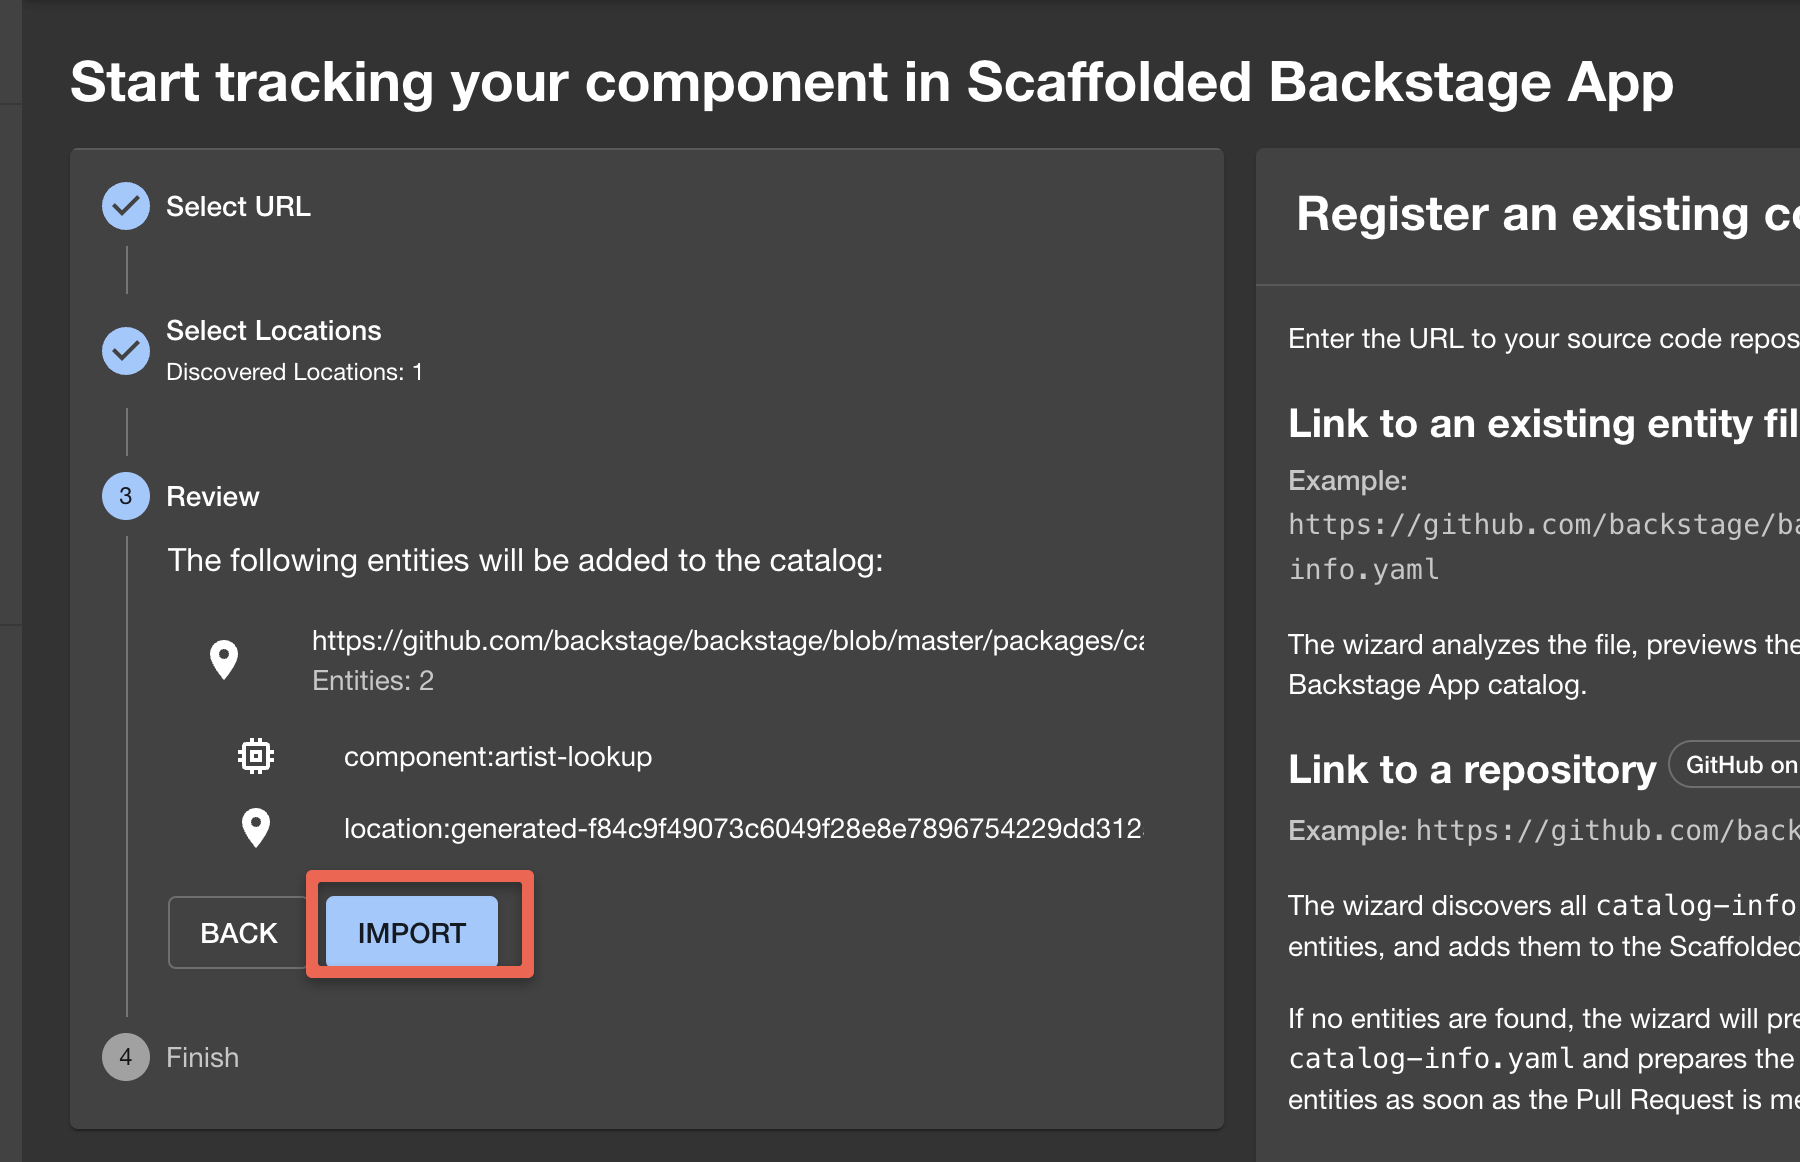 Start tracking your component in Scaffolded Backstage App
Select URL
Select Locations
Discovered Locations: 1
3 Review
The following entities will be added to the catalog:
https://github.com/backstage/backstage/blob/master/packages/ca
Entities: 2
component:artist-lookup
location:generated-f84c9f49073c6049f28e8e7896754229dd312
BACK IMPORT
4 Finish
Register an existing co
Enter the URL to your source code repos
Link to an existing entity fil
Example:
https://github.com/backstage/ba
info.yaml
The wizard analyzes the file, previews the
Backstage App catalog.
Link to a repository GitHub on
Example: https://github.com/back
The wizard discovers all catalog-info
entities, and adds them to the Scaffolded
If no entities are found, the wizard will pre
catalog-info.yaml and prepares the
entities as soon as the Pull Request is me